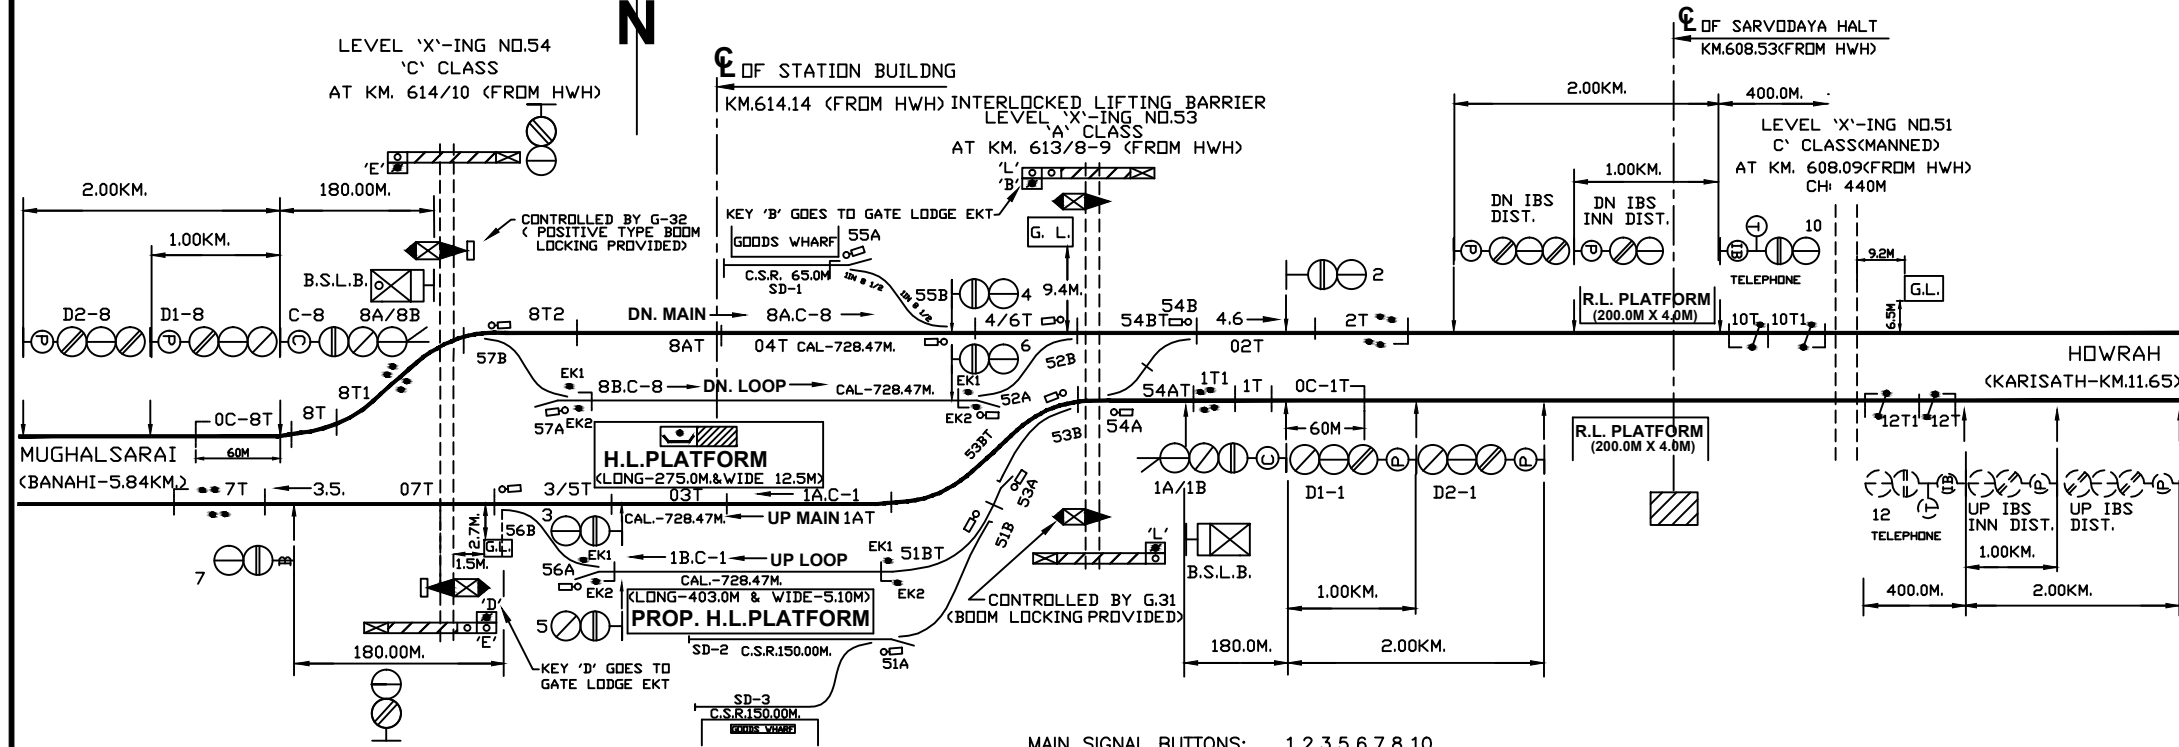 N
LEVEL 'X'-ING NO.54
'C' CLASS
AT KM. 614/10 (FROM HWH)
℄ OF STATION BUILDNG
KM.614.14 (FROM HWH)
INTERLOCKED LIFTING BARRIER
LEVEL 'X'-ING NO.53
'A' CLASS
AT KM. 613/8-9 (FROM HWH)
℄ OF SARVODAYA HALT
KM.608.53(FROM HWH)
2.00KM.
400.0M.
LEVEL 'X'-ING NO.51
C' CLASS(MANNED)
AT KM. 608.09(FROM HWH)
CH: 440M
1.00KM.
'E'
'L'
'B'
2.00KM.
180.00M.
1.00KM.
CONTROLLED BY G-32
( POSITIVE TYPE BOOM
LOCKING PROVIDED)
KEY 'B' GOES TO GATE LODGE EKT
GOODS WHARF
55A
G. L.
DN IBS
DIST.
DN IBS
INN DIST.
10
T
P
P
IB
TELEPHONE
9.2M
G.L.
6.5M
B.S.L.B.
C.S.R. 65.0M
SD-1
1IN 8 1/2
1IN 8 1/2
55B
4
9.4M.
2
R.L. PLATFORM
(200.0M X 4.0M)
D2-8
D1-8
C-8
8A/8B
P
P
C
8T2
DN. MAIN
8A.C-8
4/6T
54B
54BT
4.6
2T
10T
10T1
57B
8AT
04T
CAL-728.47M.
6
52B
02T
HOWRAH
(KARISATH-KM.11.65)
8T1
EK1
8B.C-8
DN. LOOP
CAL-728.47M.
EK1
52A
54AT
1T1
1T
OC-1T
OC-8T
8T
57A
EK2
EK2
53B
54A
12T1
12T
60M
MUGHALSARAI
(BANAHI-5.84KM.)
H.L.PLATFORM
(LONG-275.0M.&WIDE 12.5M)
53BT
60M
R.L. PLATFORM
(200.0M X 4.0M)
C
P
P
1A/1B
D1-1
D2-1
7T
3.5.
07T
3/5T
03T
1A.C-1
53A
3
CAL.-728.47M.
UP MAIN
1AT
51B
IB
P
P
T
12
UP IBS
INN DIST.
UP IBS
DIST.
TELEPHONE
56B
2.7M.
G.L.
1.5M.
7
B
56A
EK1
EK2
1B.C-1
UP LOOP
CAL.-728.47M.
EK1
51BT
EK2
'L'
B.S.L.B.
1.00KM.
(LONG-403.0M & WIDE-5.10M)
PROP. H.L.PLATFORM
5
'D'
'E'
CONTROLLED BY G.31
(BOOM LOCKING PROVIDED)
1.00KM.
400.0M.
2.00KM.
180.00M.
KEY 'D' GOES TO
GATE LODGE EKT
SD-2
C.S.R.150.00M.
51A
180.0M.
2.00KM.
SD-3
C.S.R.150.00M.
GOODS WHARF
MAIN SIGNAL BUTTONS: 1,2,3,5,6,7,8,10